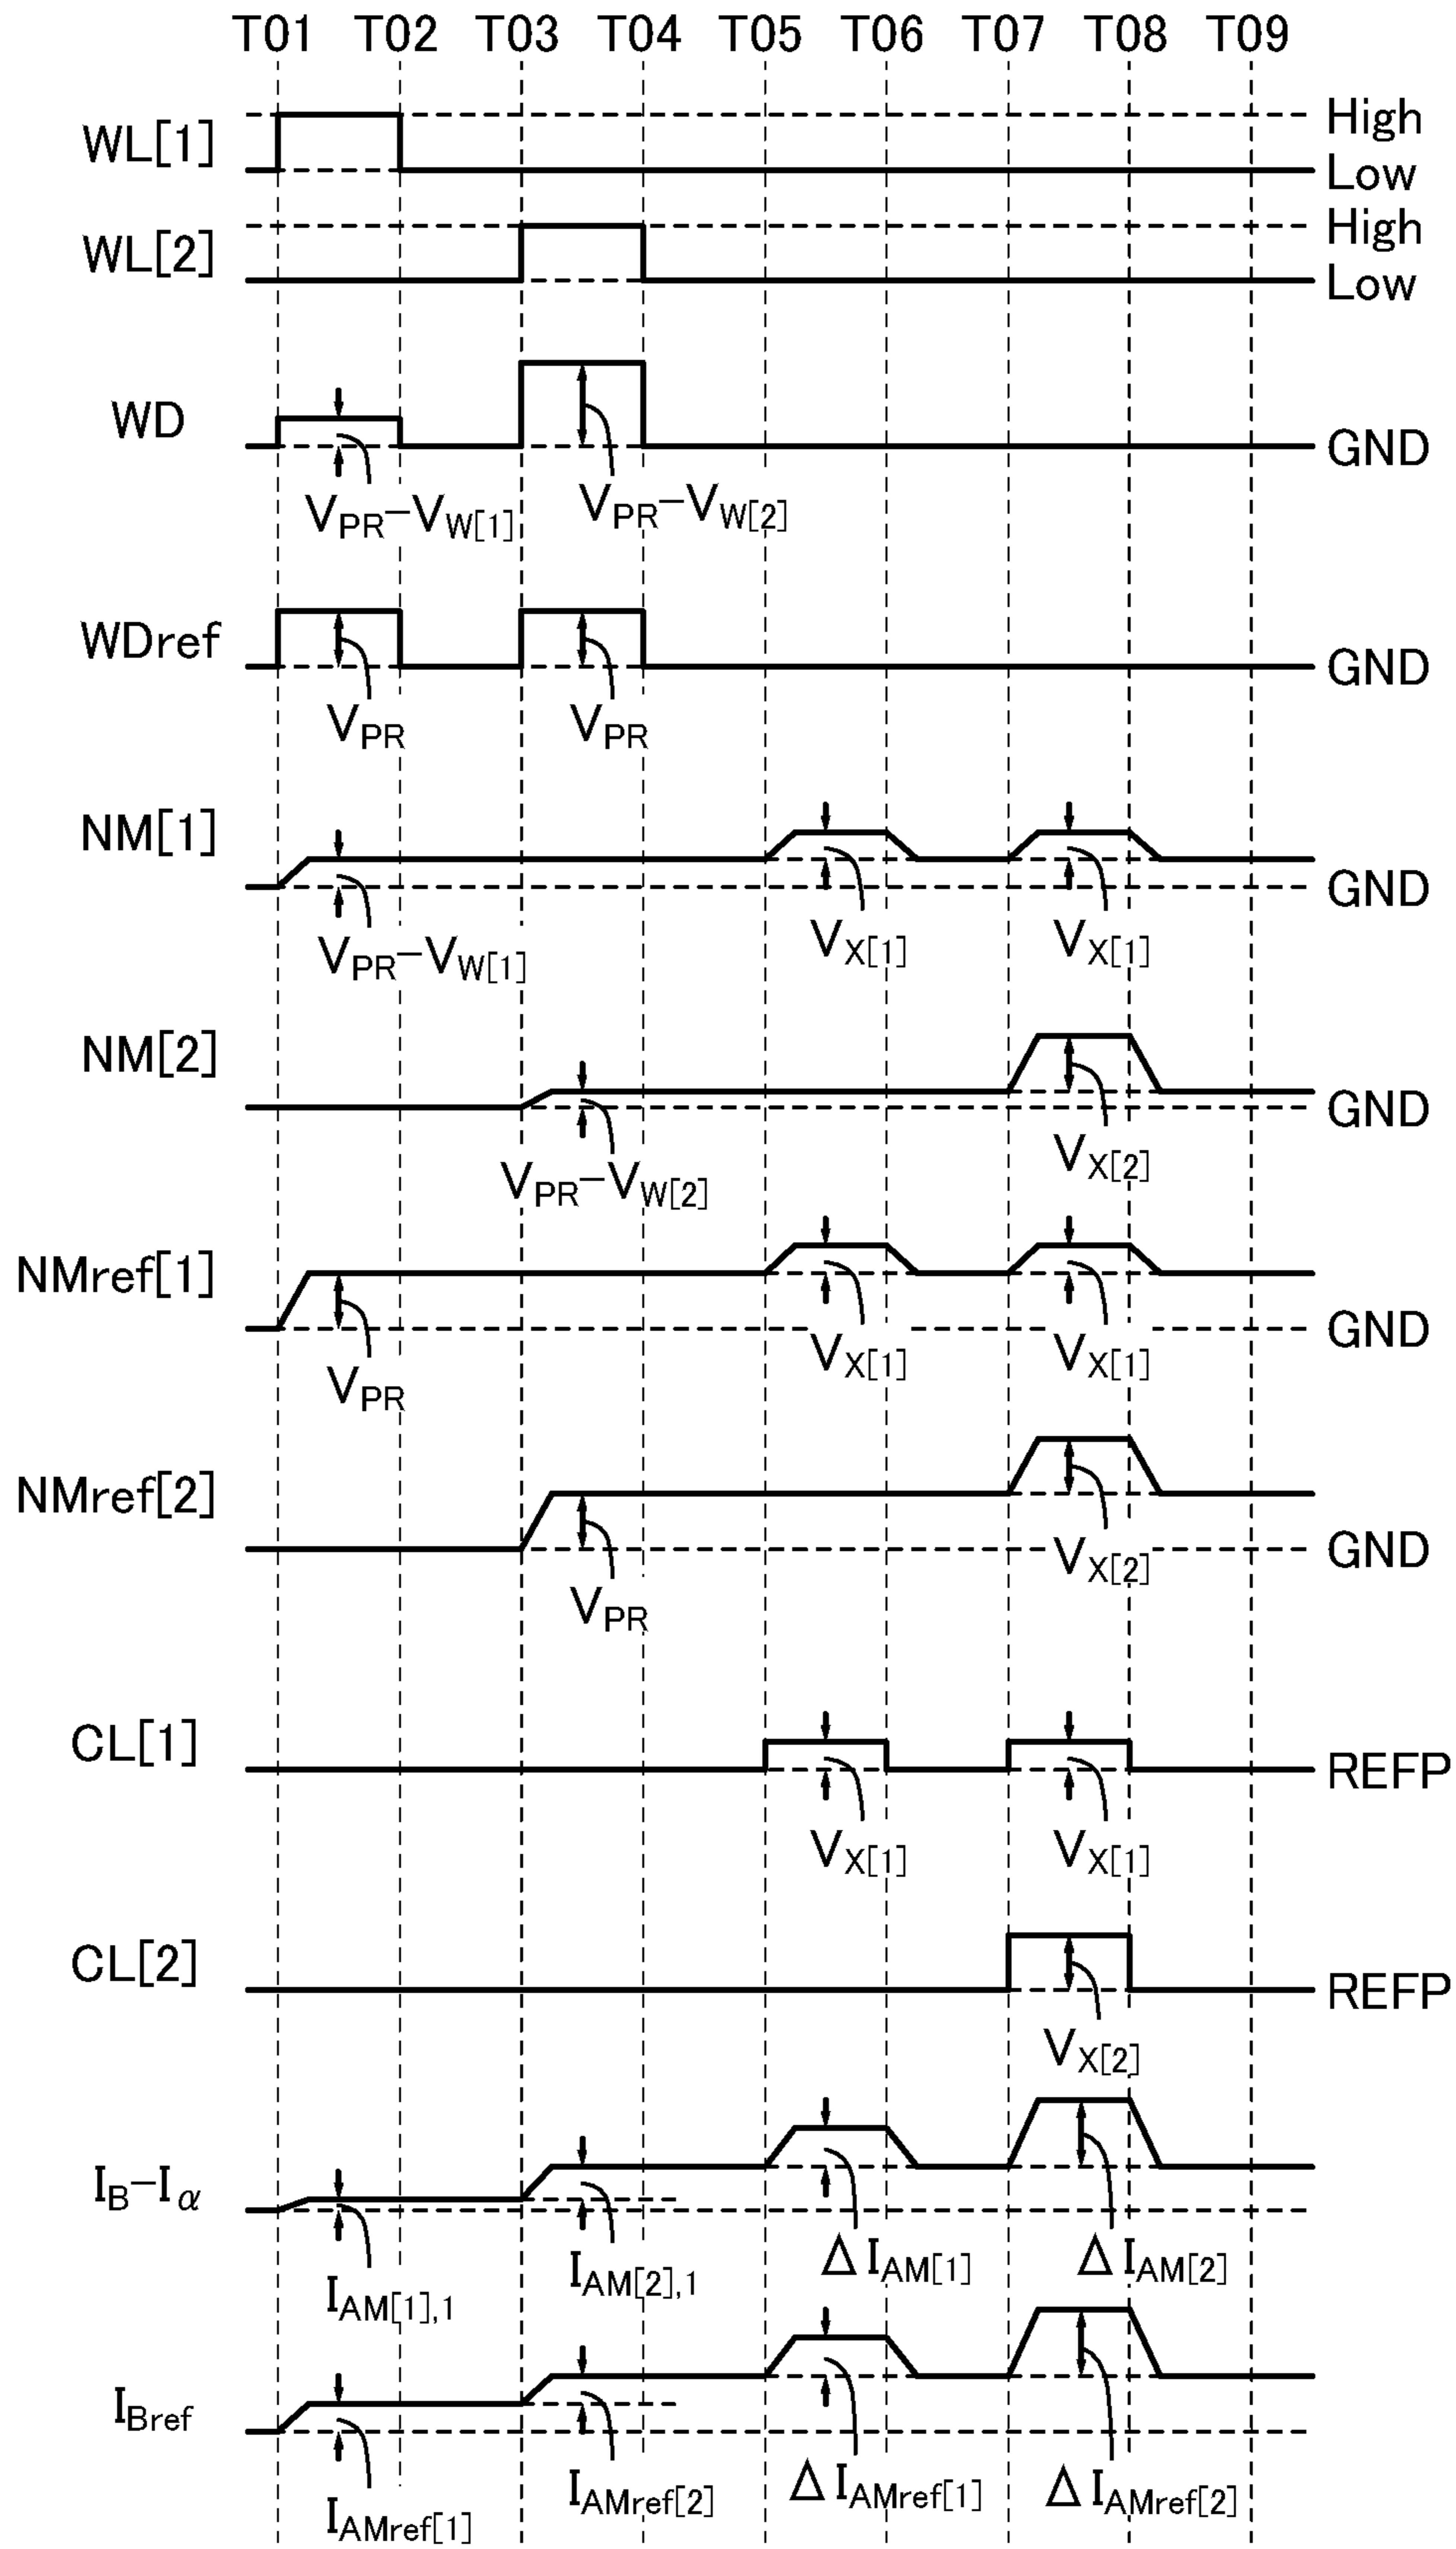 T01 T02 T03 T04 T05 T06 T07 T08 T09
WL[1] High
Low
WL[2] High
Low
WD GND
VPR−VW[1] VPR−VW[2]
WDref GND
VPR VPR
NM[1] GND
VPR−VW[1] VX[1] VX[1]
NM[2] GND
VPR−VW[2] VX[2]
NMref[1] GND
VPR VX[1] VX[1]
NMref[2] GND
VPR VX[2]
CL[1] REFP
VX[1] VX[1]
CL[2] REFP
VX[2]
IB−Iα
IAM[1],1 IAM[2],1 Δ IAM[1] Δ IAM[2]
IBref
IAMref[1] IAMref[2] Δ IAMref[1] Δ IAMref[2]